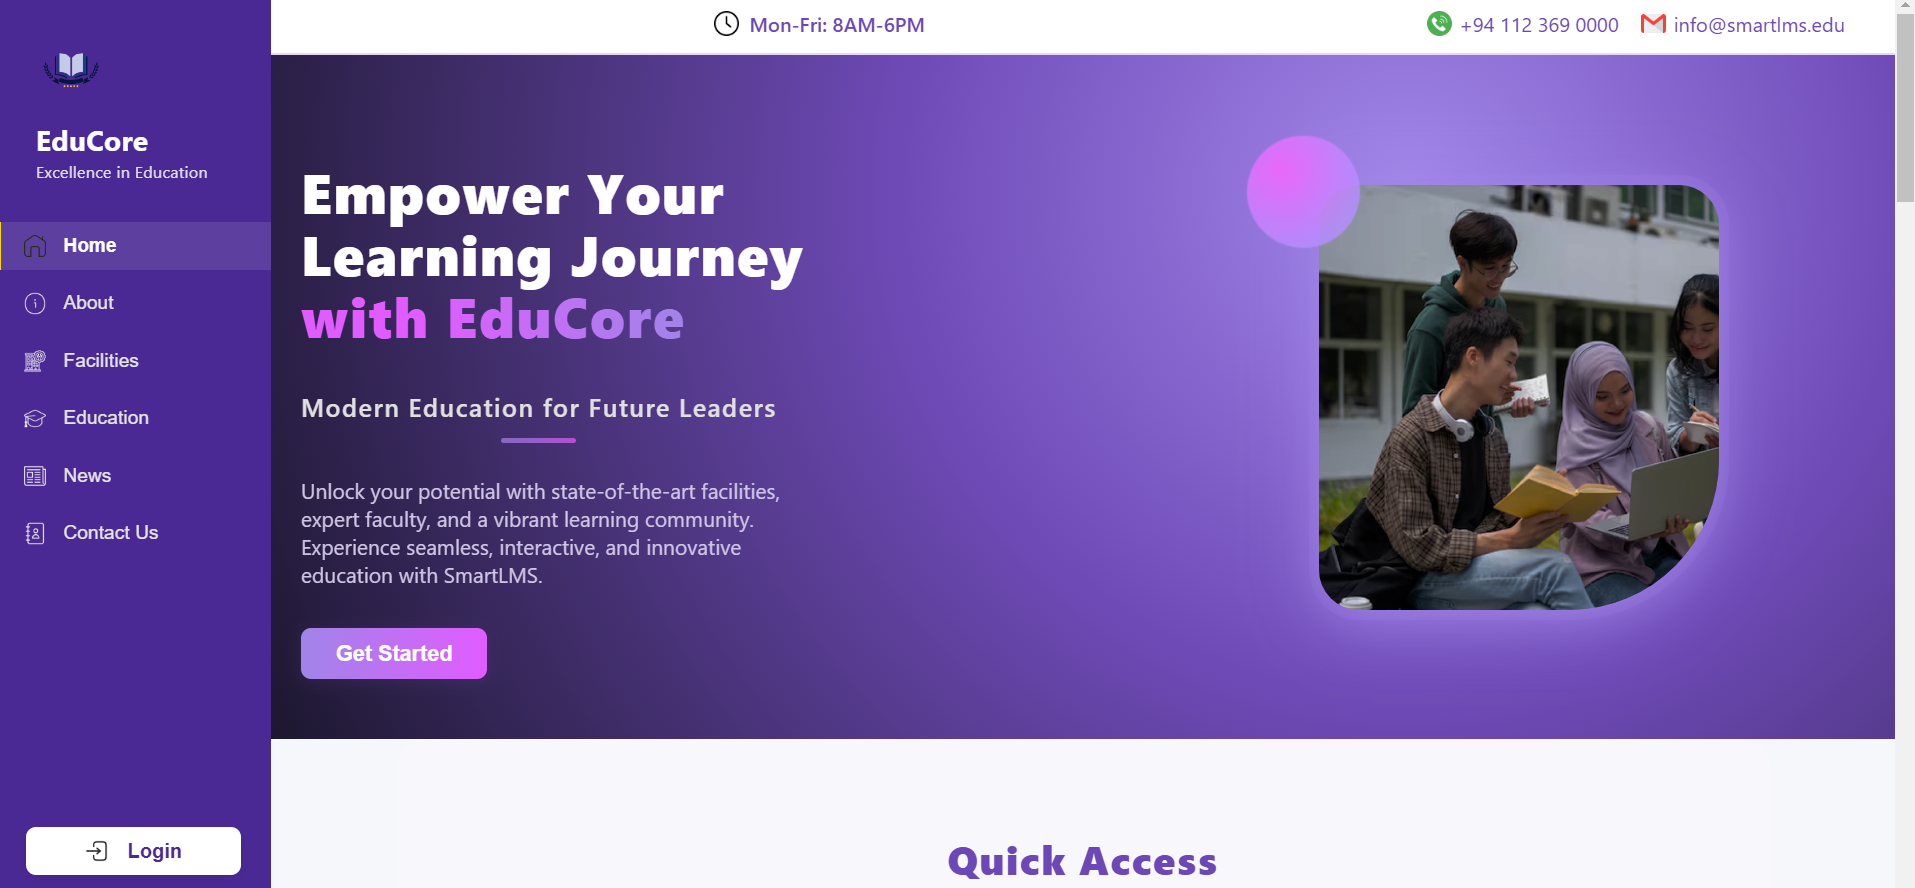 EduCore
Excellence in Education
Home
About
Facilities
Education
News
Contact Us
Login
Mon-Fri: 8AM-6PM
+94 112 369 0000
info@smartlms.edu
Empower Your
Learning Journey
with EduCore
Modern Education for Future Leaders
Unlock your potential with state-of-the-art facilities,
expert faculty, and a vibrant learning community.
Experience seamless, interactive, and innovative
education with SmartLMS.
Get Started
Quick Access